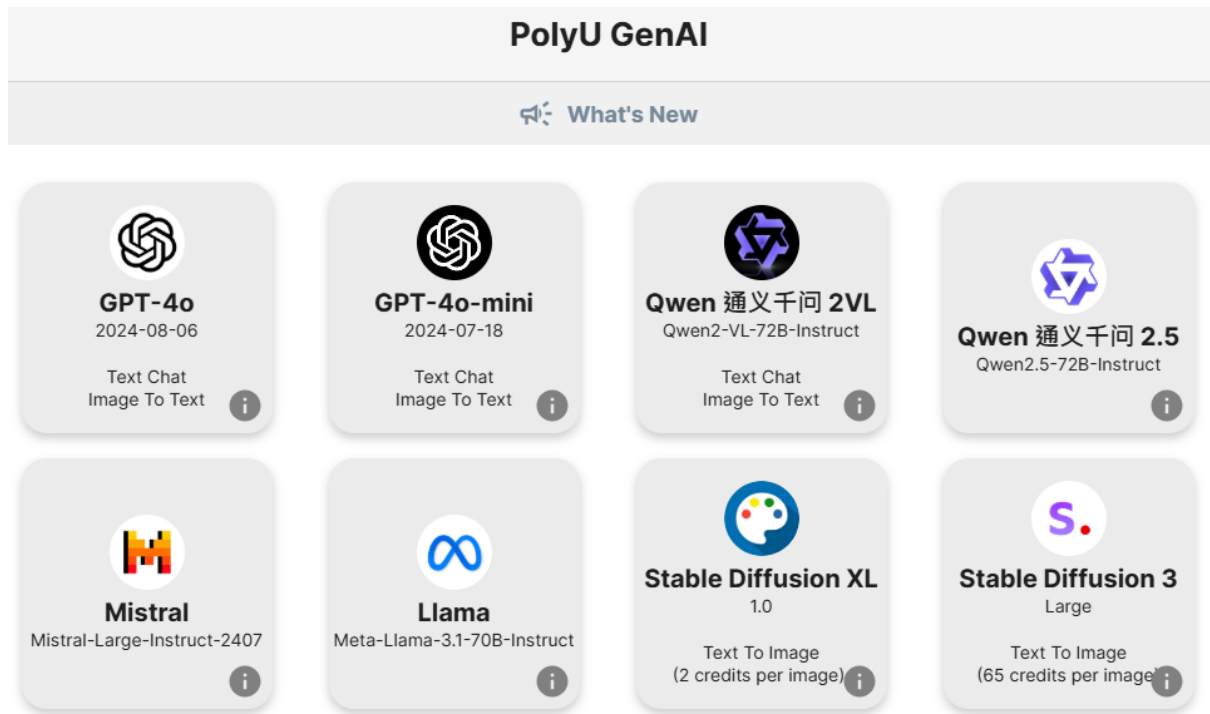 PolyU GenAI
What's New
GPT-4o
2024-08-06
Text Chat
Image To Text
GPT-4o-mini
2024-07-18
Text Chat
Image To Text
Qwen 通义千问 2VL
Qwen2-VL-72B-Instruct
Text Chat
Image To Text
Qwen 通义千问 2.5
Qwen2.5-72B-Instruct
Mistral
Mistral-Large-Instruct-2407
Llama
Meta-Llama-3.1-70B-Instruct
Stable Diffusion XL
1.0
Text To Image
(2 credits per image)
S.
Stable Diffusion 3
Large
Text To Image
(65 credits per image)